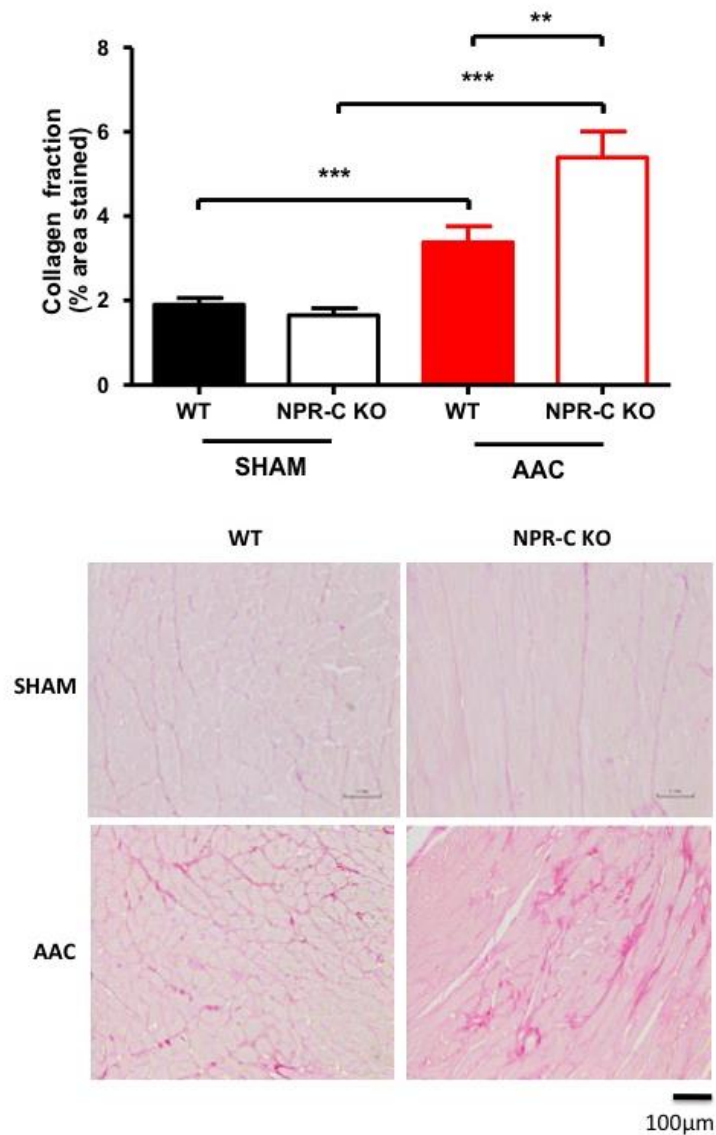 **
8
***
6
***
4
2
0
Collagen fraction
(% area stained)
WT NPR-C KO WT NPR-C KO
SHAM AAC
WT NPR-C KO
SHAM
AAC
100µm